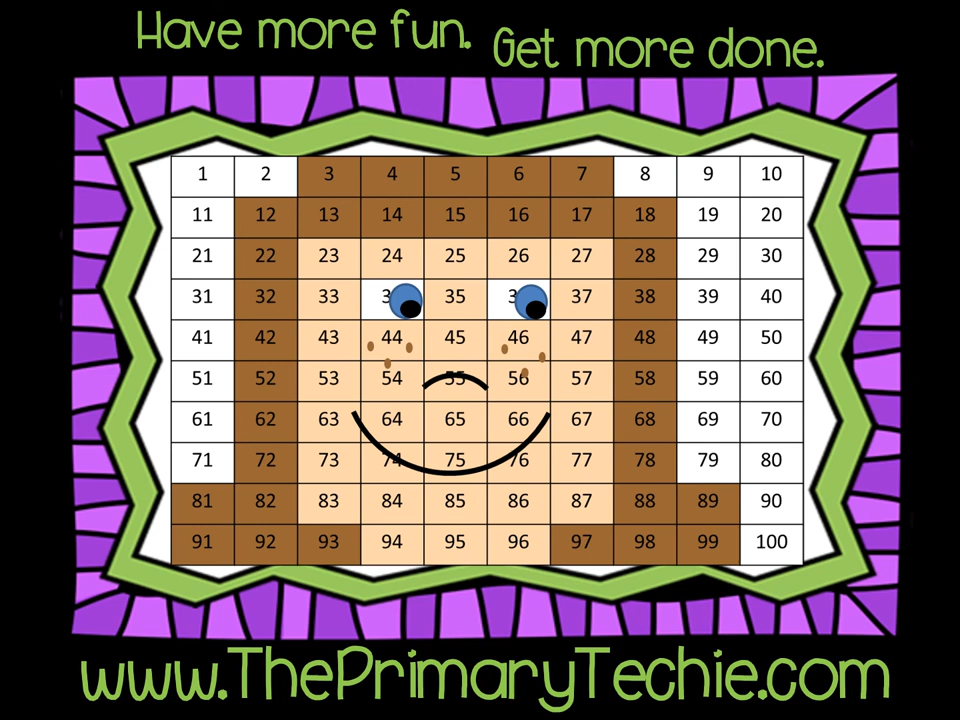 Have more fun. Get more done.
1 2 3 4 5 6 7 8 9 10
11 12 13 14 15 16 17 18 19 20
21 22 23 24 25 26 27 28 29 30
31 32 33 35 37 38 39 40
41 42 43 44 45 46 47 48 49 50
51 52 53 54 55 56 57 58 59 60
61 62 63 64 65 66 67 68 69 70
71 72 73 74 75 76 77 78 79 80
81 82 83 84 85 86 87 88 89 90
91 92 93 94 95 96 97 98 99 100
www.ThePrimaryTechie.com